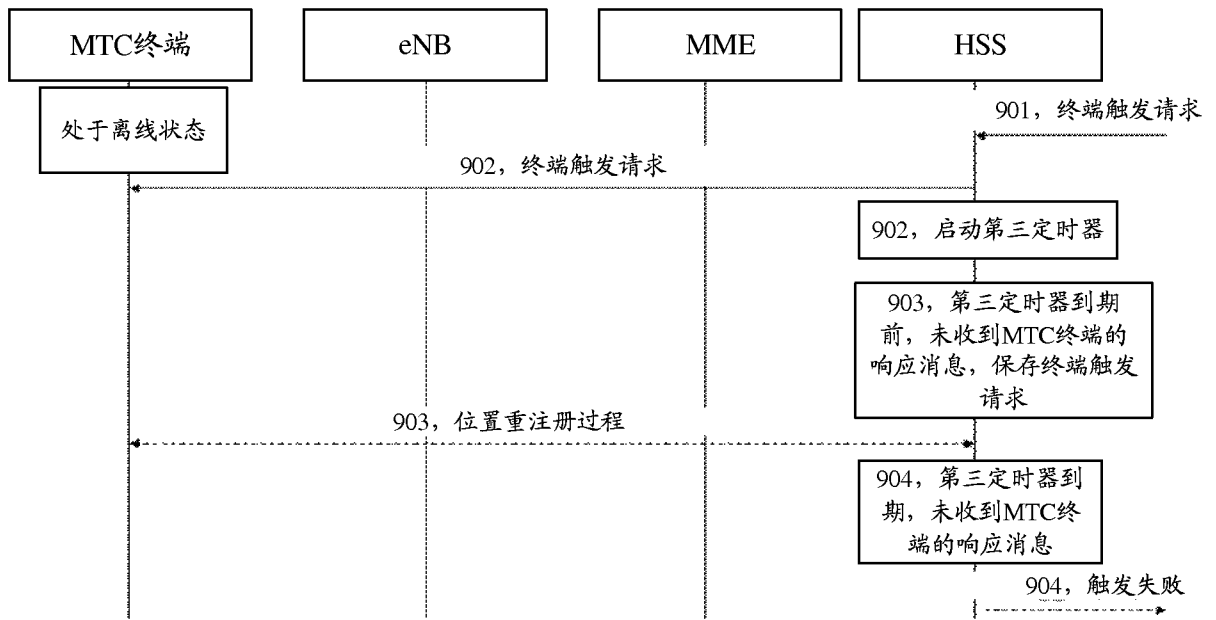 MTC终端
eNB
MME
HSS
处于离线状态
901，终端触发请求
902，终端触发请求
902，启动第三定时器
903，第三定时器到期
前，未收到MTC终端的
响应消息，保存终端触发
请求
903，位置重注册过程
904，第三定时器到
期，未收到MTC终
端的响应消息
904，触发失败